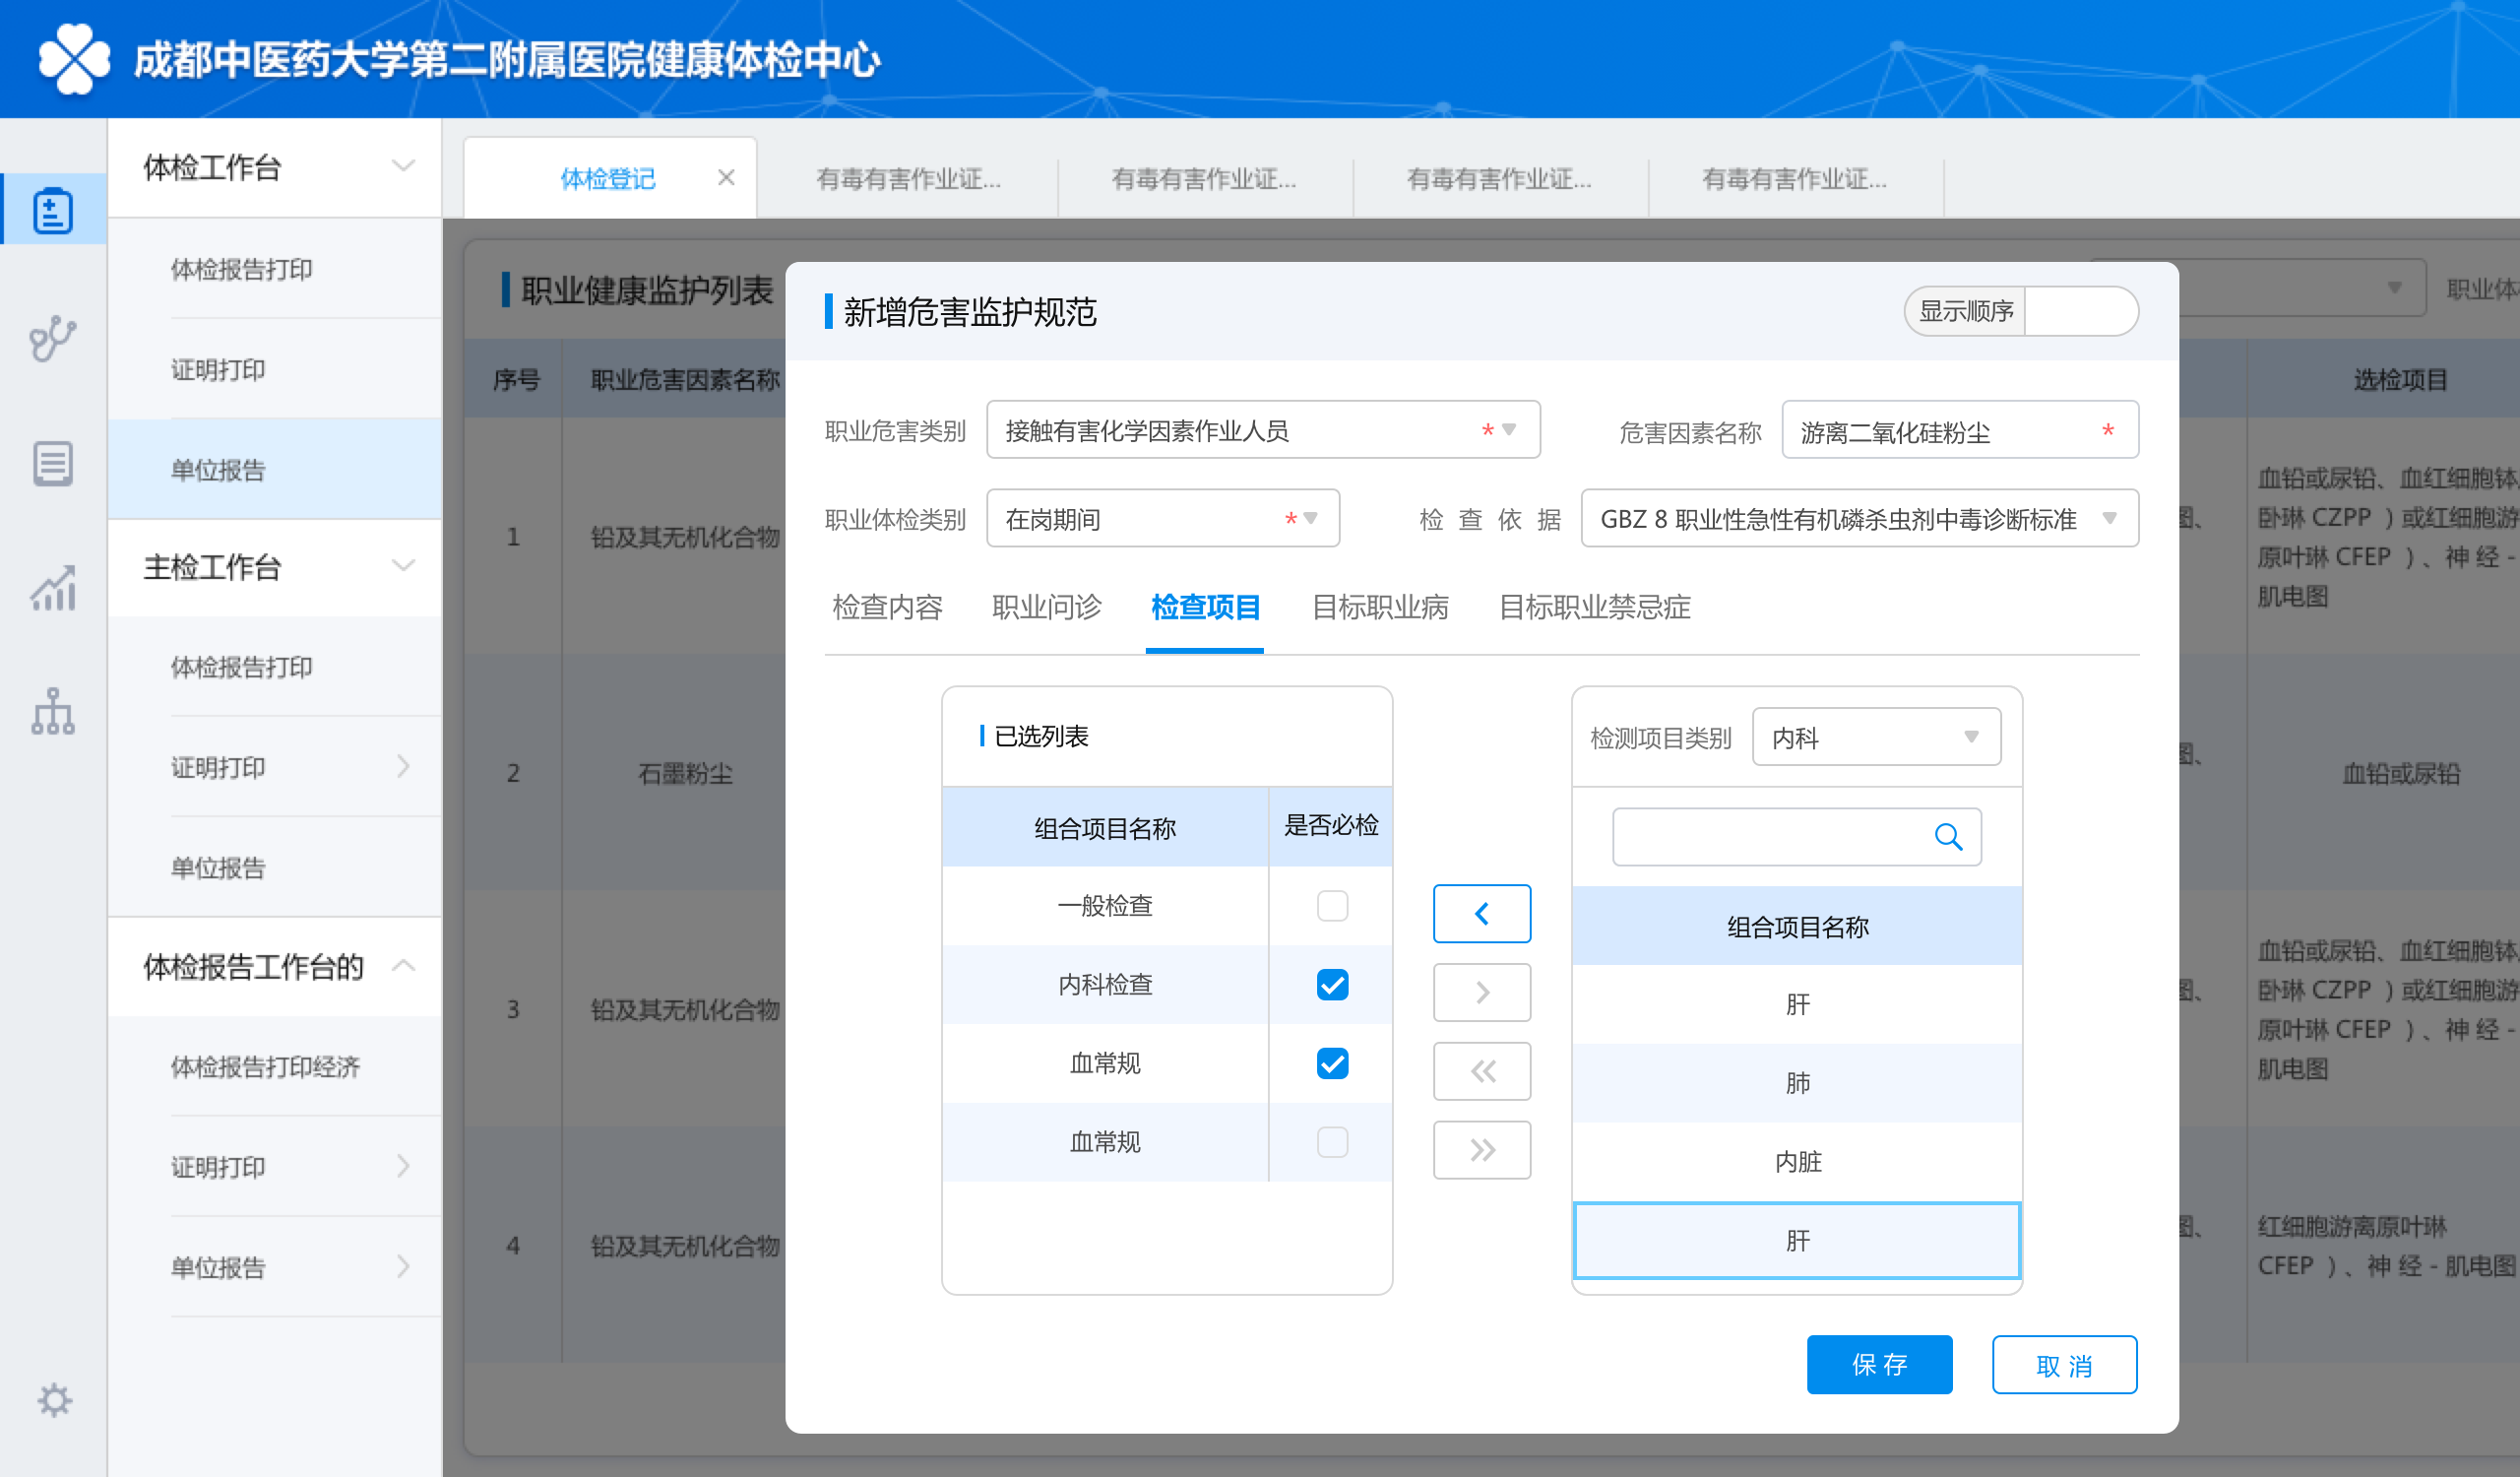 成都中医药大学第二附属医院健康体检中心
体检工作台
体检报告打印
证明打印
单位报告
主检工作台
体检报告打印
证明打印
单位报告
体检报告工作台的
体检报告打印经济
证明打印
单位报告
体检登记
有毒有害作业证...
有毒有害作业证...
有毒有害作业证...
有毒有害作业证...
职业健康监护列表
职业体
序号 职业危害因素名称 选检项目
1 铅及其无机化合物
图、
血铅或尿铅、血红细胞钵
卧琳 CZPP ）或红细胞游
原叶琳 CFEP ）、神 经 -
肌电图
2 石墨粉尘
图、
血铅或尿铅
3 铅及其无机化合物
图、
血铅或尿铅、血红细胞钵
卧琳 CZPP ）或红细胞游
原叶琳 CFEP ）、神 经 -
肌电图
4 铅及其无机化合物
图、
红细胞游离原叶琳
CFEP ）、神 经 - 肌电图
新增危害监护规范
显示顺序
职业危害类别 接触有害化学因素作业人员 *
危害因素名称 游离二氧化硅粉尘 *
职业体检类别 在岗期间 *
检 查 依 据 GBZ 8 职业性急性有机磷杀虫剂中毒诊断标准
检查内容 职业问诊 检查项目 目标职业病 目标职业禁忌症
已选列表
组合项目名称 是否必检
一般检查
内科检查
血常规
血常规
检测项目类别 内科
组合项目名称
肝
肺
内脏
肝
保 存
取 消